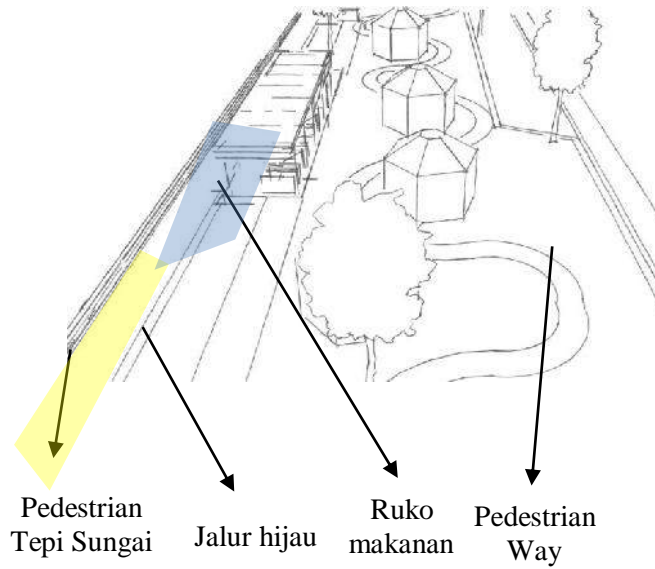 Pedestrian
Tepi Sungai
Jalur hijau
Ruko
makanan
Pedestrian
Way